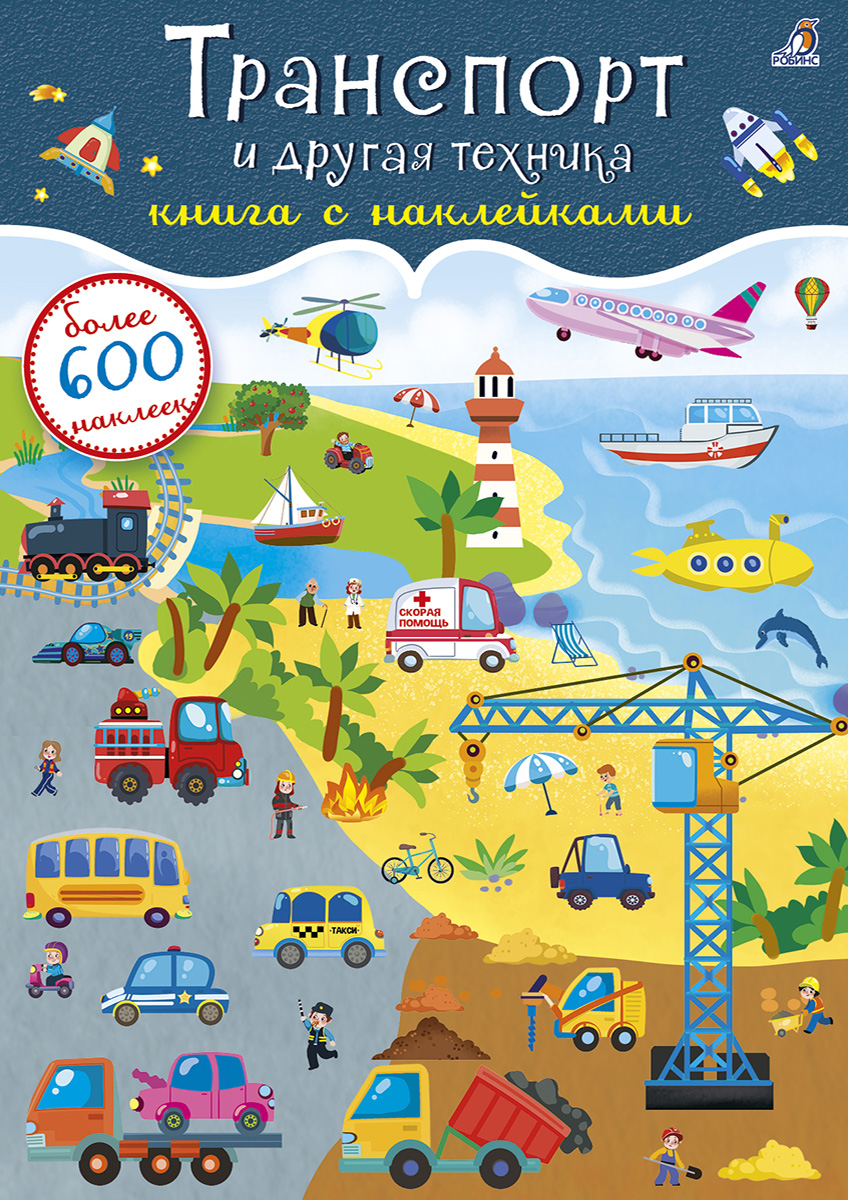 Транспорт
РОБИНС
и другая техника
книга с наклейками
более
600
наклеек
СКОРАЯ
ПОМОЩЬ
ТАКСИ